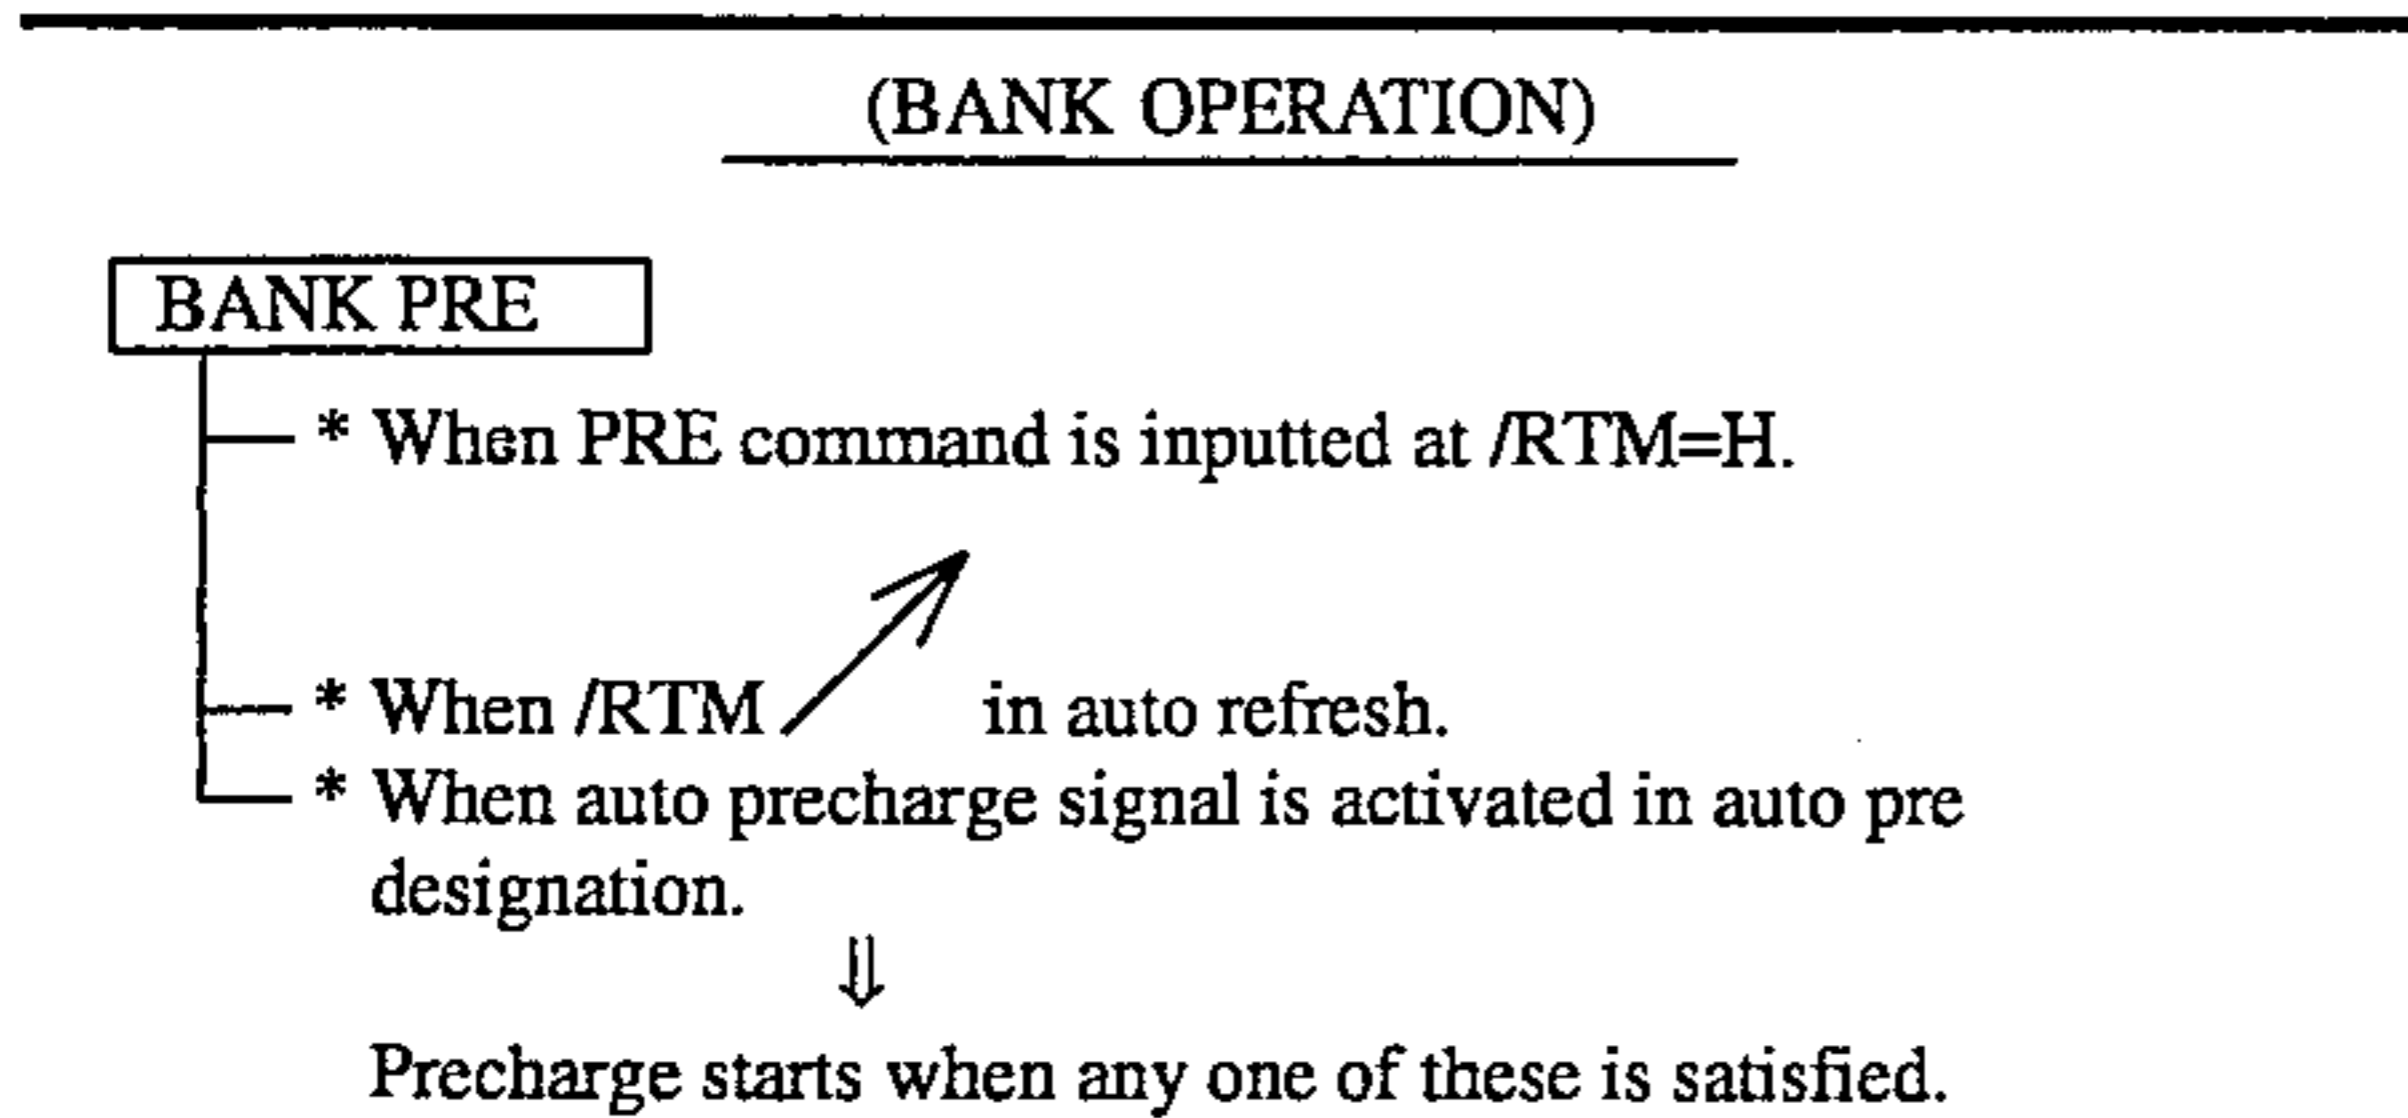 (BANK OPERATION)
BANK PRE
* When PRE command is inputted at /RTM=H.
* When /RTM in auto refresh.
* When auto precharge signal is activated in auto pre
designation.
⇓
Precharge starts when any one of these is satisfied.